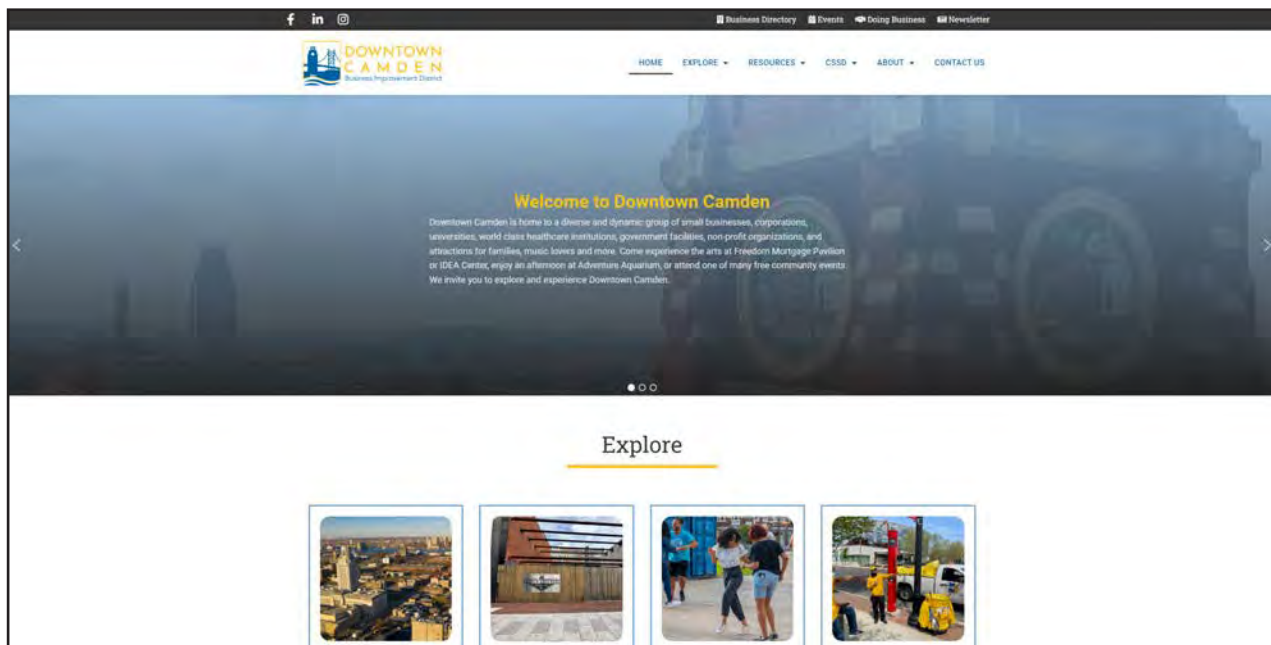 Business Directory Events Doing Business Newsletter
DOWNTOWN
CAMDEN
Business Improvement District
HOME EXPLORE RESOURCES CSSD ABOUT CONTACT US
Welcome to Downtown Camden
Downtown Camden is home to a diverse and dynamic group of small businesses, corporations,
universities, world class healthcare institutions, government facilities, non-profit organizations, and
attractions for families, music lovers and more. Come experience the arts at Freedom Mortgage Pavilion
or IDEA Center, enjoy an afternoon at Adventure Aquarium, or attend one of many free community events.
We invite you to explore and experience Downtown Camden.
Explore